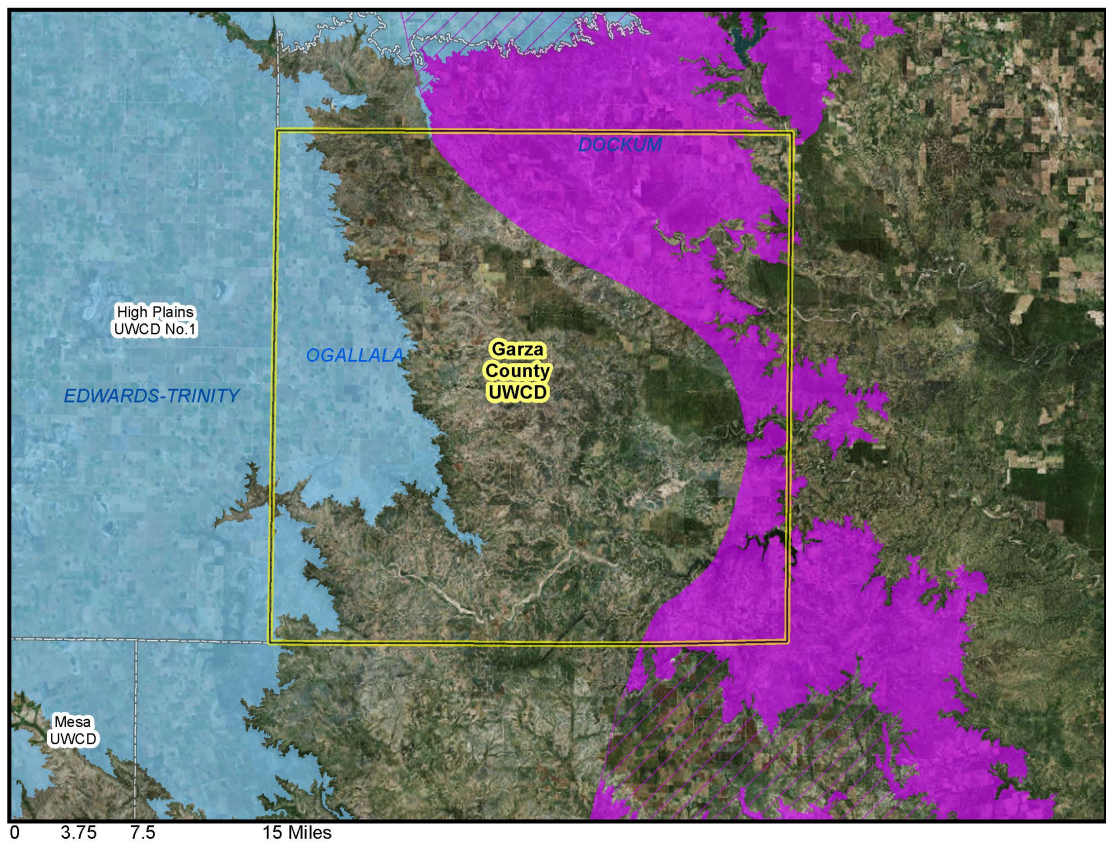 DOCKUM
High Plains
UWCD No.1
OGALLALA
Garza
County
UWCD
EDWARDS-TRINITY
Mesa
UWCD
0 3.75 7.5 15 Miles